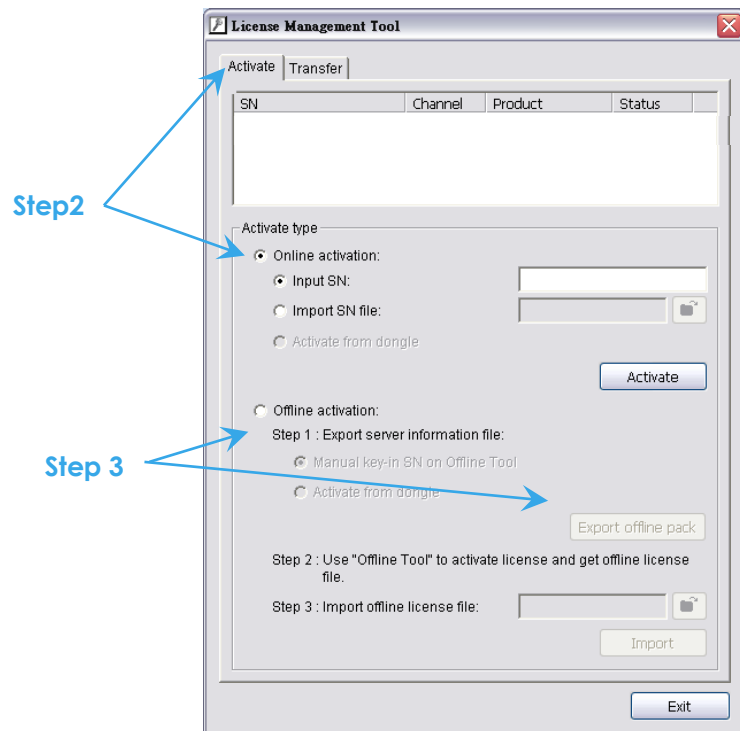 License Management Tool
Activate
Transfer
SN
Channel
Product
Status
Step2
Activate type
Online activation:
Input SN:
Import SN file:
Activate from dongle
Activate
Offline activation:
Step 1 : Export server information file:
Step 3
Manual key-in SN on Offline Tool
Activate from dongle
Export offline pack
Step 2 : Use "Offline Tool" to activate license and get offline license
file.
Step 3 : Import offline license file:
Import
Exit